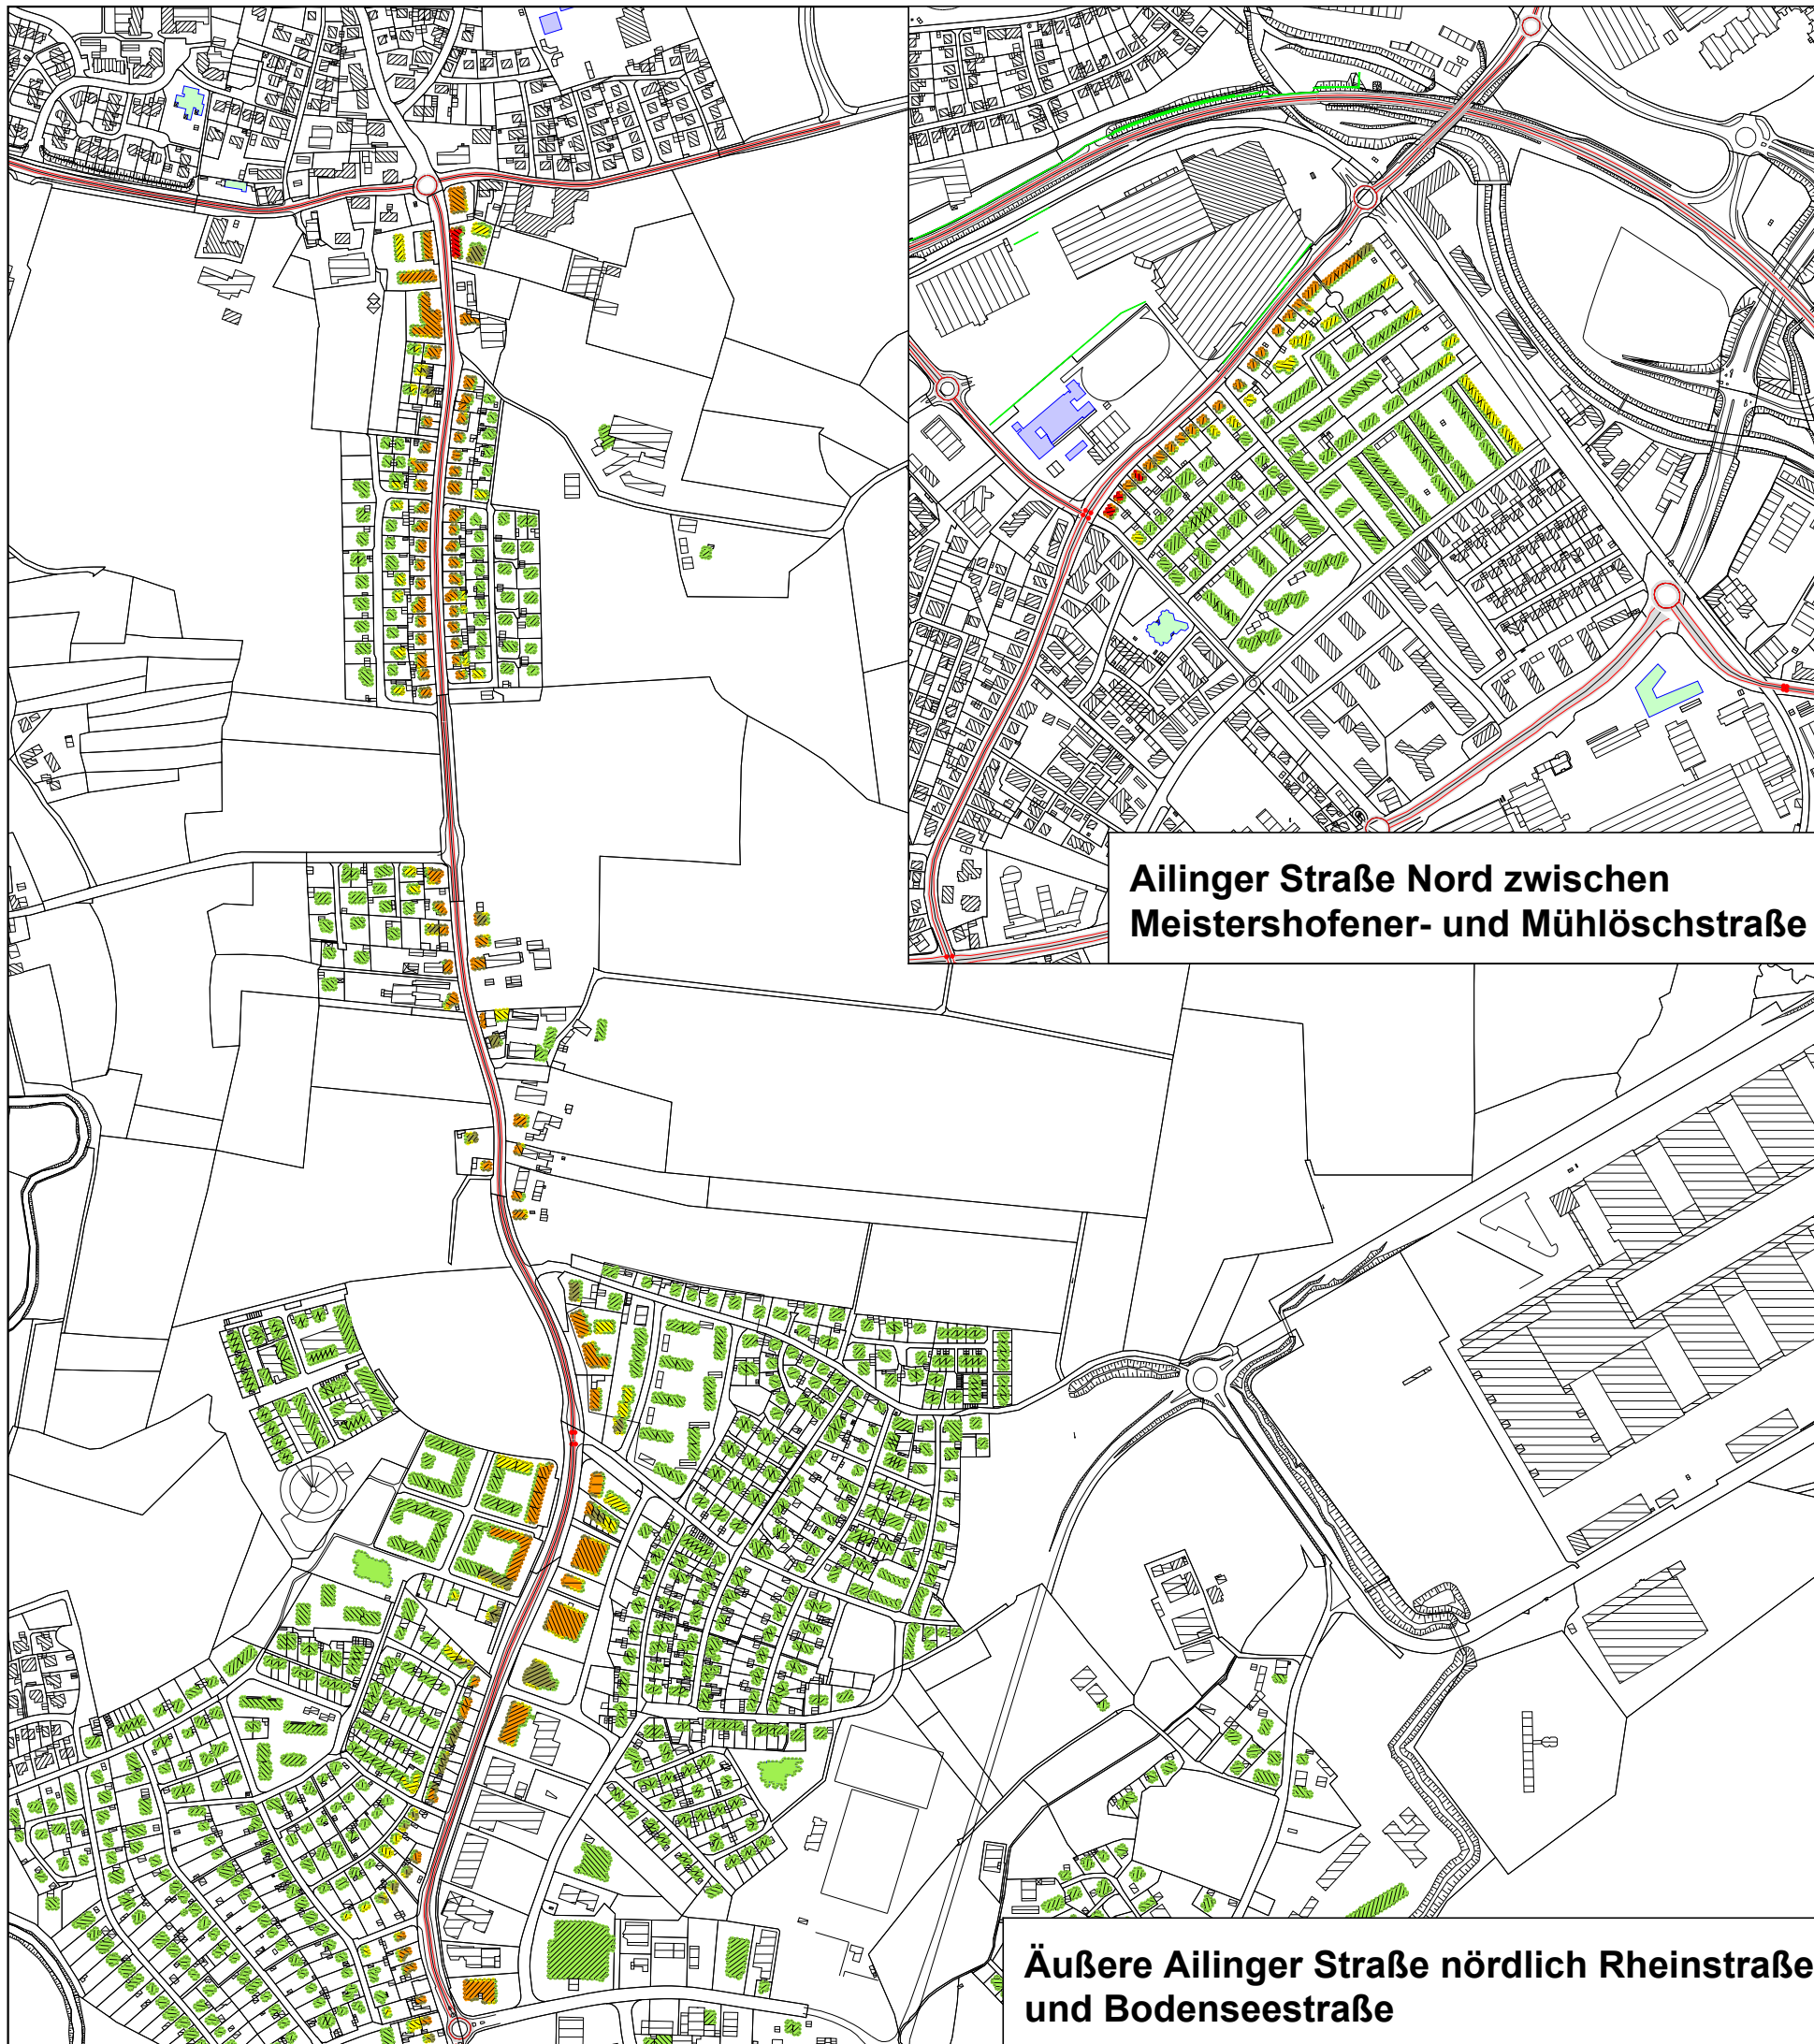 Ailinger Straße Nord zwischen
Meistershofener- und Mühlöschstraße
Äußere Ailinger Straße nördlich Rheinstraße
und Bodenseestraße